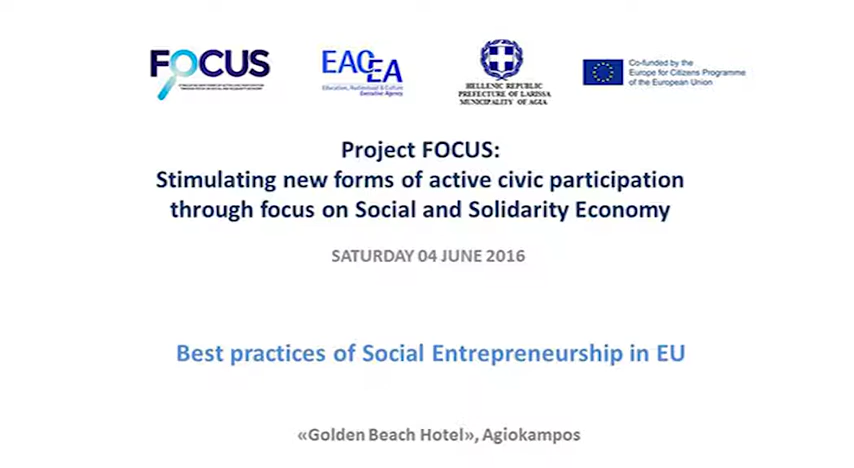 FOCUS
EACEA
Education, Audiovisual & Culture
Executive Agency
HELLENIC REPUBLIC
PREFECTURE OF LARISSA
MUNICIPALITY OF AGIA
Co-funded by the
Europe for Citizens Programme
of the European Union
Project FOCUS:
Stimulating new forms of active civic participation
through focus on Social and Solidarity Economy
SATURDAY 04 JUNE 2016
Best practices of Social Entrepreneurship in EU
«Golden Beach Hotel», Agiokampos